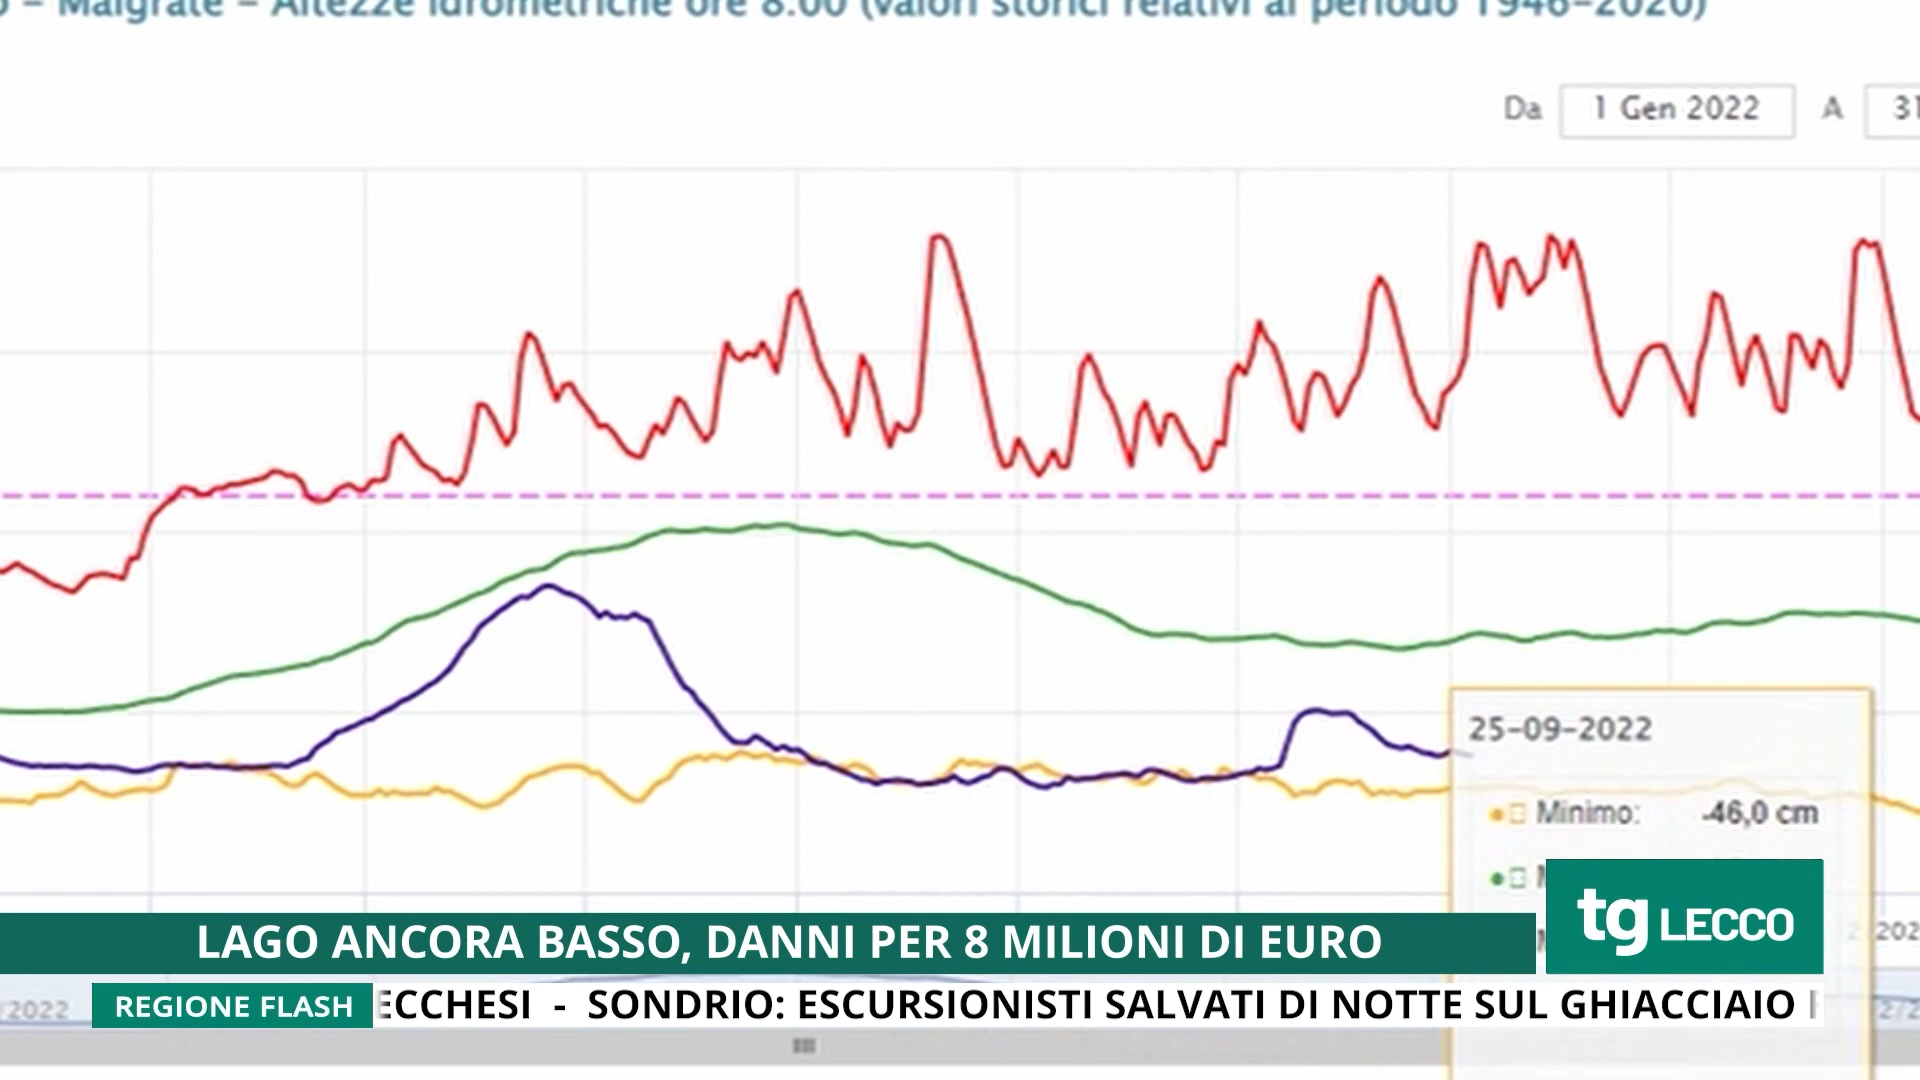 – Malgrate – Altezze idrometriche ore 8.00 (valori storici relativi al periodo 1946–2020)
Da 1 Gen 2022 A 31
25-09-2022
Minimo: -46,0 cm
LAGO ANCORA BASSO, DANNI PER 8 MILIONI DI EURO
tg LECCO
REGIONE FLASH ECCHESI - SONDRIO: ESCURSIONISTI SALVATI DI NOTTE SUL GHIACCIAIO
/2022